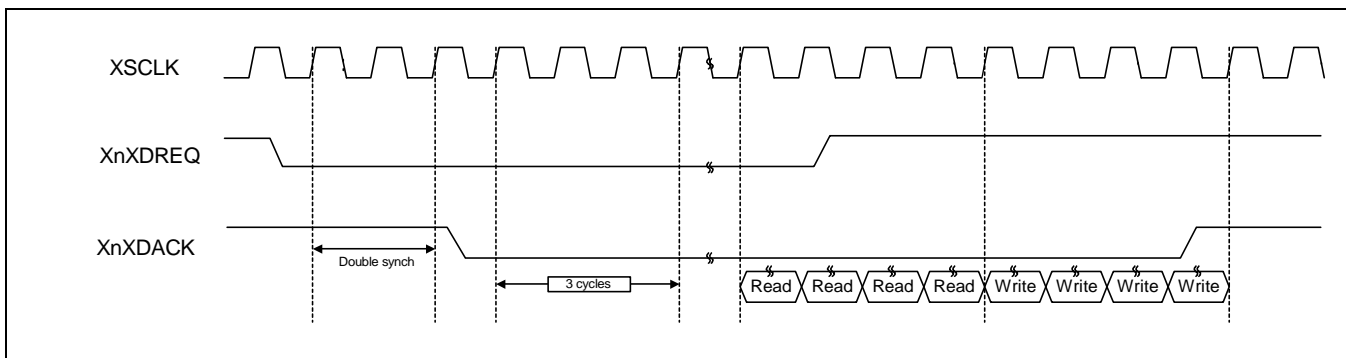 XSCLK
XnXDREQ
XnXDACK
Double synch
3 cycles
Read Read Read Read Write Write Write Write